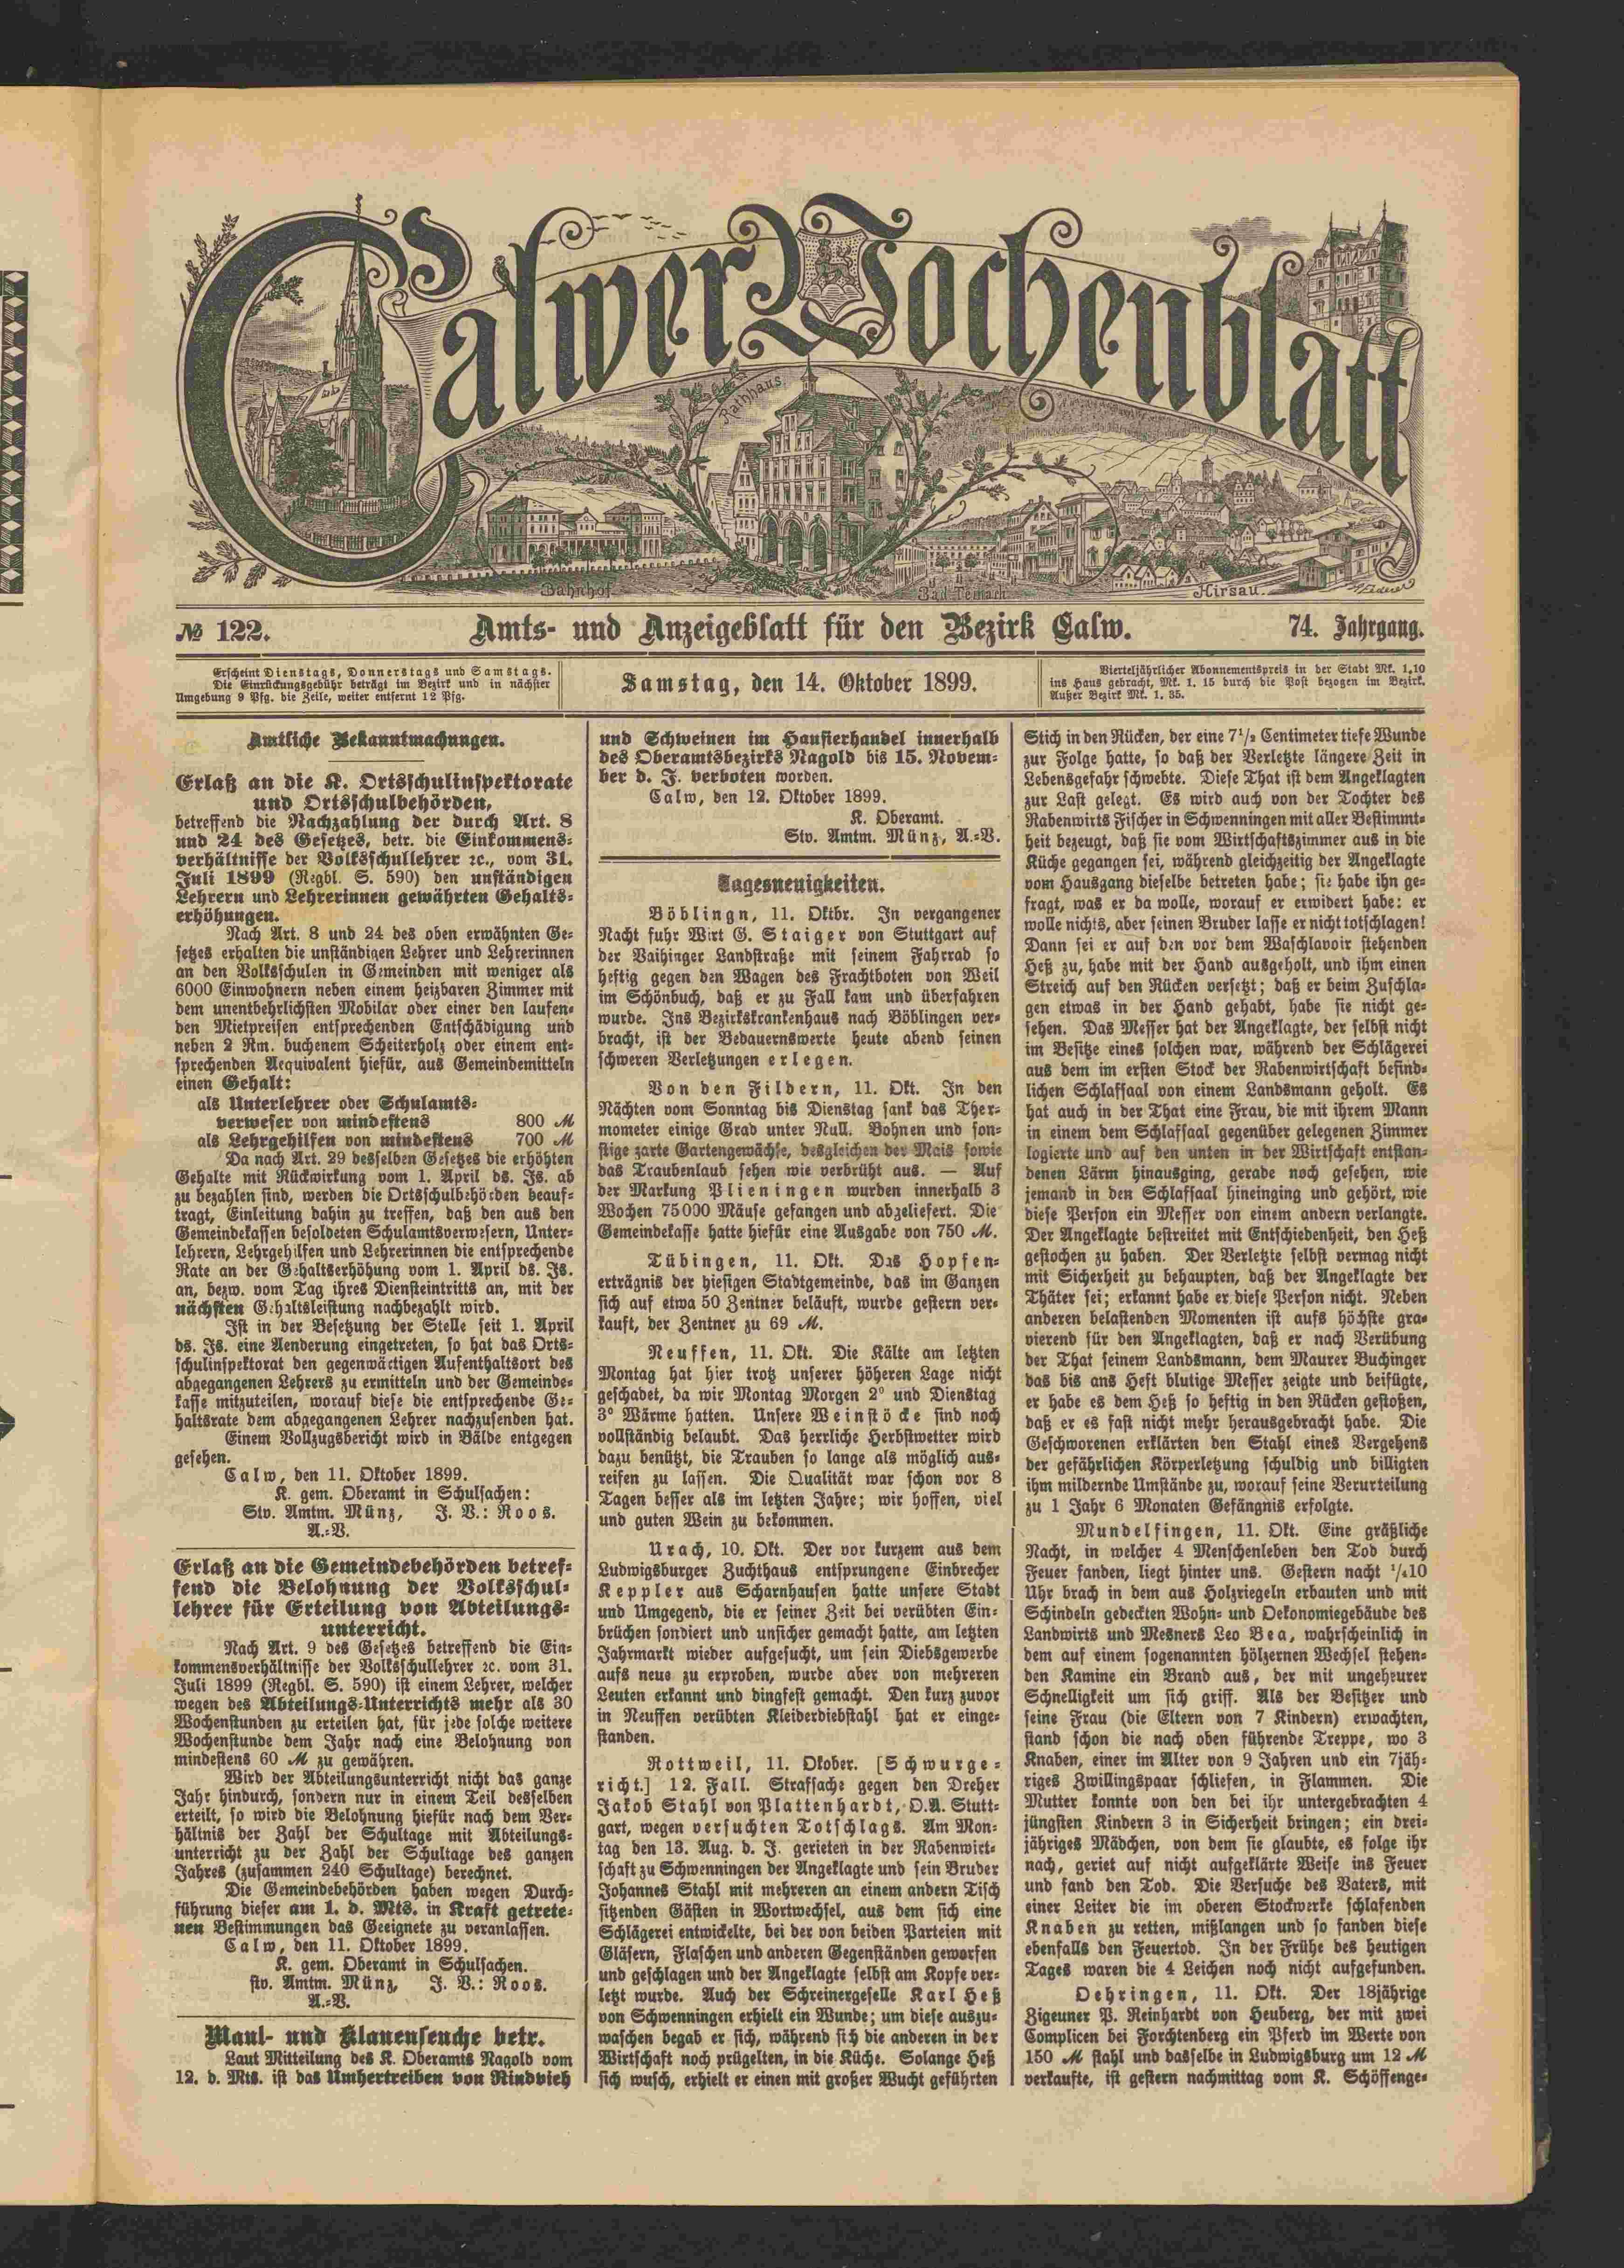 Calwer Wochenblatt
Rathhaus
Bahnhof
Bad Teinach
Hirsau.
№ 122.
Amts- und Anzeigeblatt für den Bezirk Calw.
74. Jahrgang.
Erscheint Dienstags, Donnerstags und Samstags.
Die Einrückungsgebühr beträgt im Bezirk und in nächster
Umgebung 9 Pfg. die Zeile, weiter entfernt 12 Pfg.
Samstag, den 14. Oktober 1899.
Vierteljährlicher Abonnementspreis in der Stadt Mk. 1.10
ins Haus gebracht, Mk. 1. 15 durch die Post bezogen im Bezirk.
Außer Bezirk Mk. 1. 35.
Amtliche Bekanntmachungen.
Erlaß an die K. Ortsschulinspektorate
und Ortsschulbehörden,
betreffend die Nachzahlung der durch Art. 8
und 24 des Gesetzes, betr. die Einkommens-
verhältnisse der Volksschullehrer ꝛc., vom 31.
Juli 1899 (Regbl. S. 590) den unständigen
Lehrern und Lehrerinnen gewährten Gehalts-
erhöhungen.
Nach Art. 8 und 24 des oben erwähnten Ge-
setzes erhalten die unständigen Lehrer und Lehrerinnen
an den Volksschulen in Gemeinden mit weniger als
6000 Einwohnern neben einem heizbaren Zimmer mit
dem unentbehrlichsten Mobilar oder einer den laufen-
den Mietpreisen entsprechenden Entschädigung und
neben 2 Rm. buchenem Scheiterholz oder einem ent-
sprechenden Aequivalent hiefür, aus Gemeindemitteln
einen Gehalt:
als Unterlehrer oder Schulamts-
verweser von mindestens 800 M
als Lehrgehilfen von mindestens 700 M
Da nach Art. 29 desselben Gesetzes die erhöhten
Gehalte mit Rückwirkung vom 1. April ds. Js. ab
zu bezahlen sind, werden die Ortsschulbehörden beauf-
tragt, Einleitung dahin zu treffen, daß den aus den
Gemeindekassen besoldeten Schulamtsverwesern, Unter-
lehrern, Lehrgehilfen und Lehrerinnen die entsprechende
Rate an der Gehaltserhöhung vom 1. April ds. Js.
an, bezw. vom Tag ihres Diensteintritts an, mit der
nächsten Gehaltsleistung nachbezahlt wird.
Ist in der Besetzung der Stelle seit 1. April
ds. Js. eine Aenderung eingetreten, so hat das Orts-
schulinspektorat den gegenwärtigen Aufenthaltsort des
abgegangenen Lehrers zu ermitteln und der Gemeinde-
kasse mitzuteilen, worauf diese die entsprechende Ge-
haltsrate dem abgegangenen Lehrer nachzusenden hat.
Einem Vollzugsbericht wird in Bälde entgegen
gesehen.
Calw, den 11. Oktober 1899.
K. gem. Oberamt in Schulsachen:
Stv. Amtm. Münz, J. V.: Roos.
A.-V.
Erlaß an die Gemeindebehörden betref-
fend die Belohnung der Volksschul-
lehrer für Erteilung von Abteilungs-
unterricht.
Nach Art. 9 des Gesetzes betreffend die Ein-
kommensverhältnisse der Volksschullehrer ꝛc. vom 31.
Juli 1899 (Regbl. S. 590) ist einem Lehrer, welcher
wegen des Abteilungs-Unterrichts mehr als 30
Wochenstunden zu erteilen hat, für jede solche weitere
Wochenstunde dem Jahr nach eine Belohnung von
mindestens 60 M zu gewähren.
Wird der Abteilungsunterricht nicht das ganze
Jahr hindurch, sondern nur in einem Teil desselben
erteilt, so wird die Belohnung hiefür nach dem Ver-
hältnis der Zahl der Schultage mit Abteilungs-
unterricht zu der Zahl der Schultage des ganzen
Jahres (zusammen 240 Schultage) berechnet.
Die Gemeindebehörden haben wegen Durch-
führung dieser am 1. d. Mts. in Kraft getrete-
nen Bestimmungen das Geeignete zu veranlassen.
Calw, den 11. Oktober 1899.
K. gem. Oberamt in Schulsachen.
stv. Amtm. Münz, J. V.: Roos.
A.-V.
Maul- und Klauenseuche betr.
Laut Mitteilung des K. Oberamts Nagold vom
12. d. Mts. ist das Umhertreiben von Rindvieh
und Schweinen im Hausierhandel innerhalb
des Oberamtsbezirks Nagold bis 15. Novem-
ber d. J. verboten worden.
Calw, den 12. Oktober 1899.
K. Oberamt.
Stv. Amtm. Münz, A.-V.
Tagesneuigkeiten.
Böblingn, 11. Oktbr. In vergangener
Nacht fuhr Wirt G. Staiger von Stuttgart auf
der Vaihinger Landstraße mit seinem Fahrrad so
heftig gegen den Wagen des Frachtboten von Weil
im Schönbuch, daß er zu Fall kam und überfahren
wurde. Ins Bezirkskrankenhaus nach Böblingen ver-
bracht, ist der Bedauernswerte heute abend seinen
schweren Verletzungen erlegen.
Von den Fildern, 11. Okt. In den
Nächten vom Sonntag bis Dienstag sank das Ther-
mometer einige Grad unter Null. Bohnen und son-
stige zarte Gartengewächse, desgleichen der Mais sowie
das Traubenlaub sehen wie verbrüht aus. — Auf
der Markung Plieningen wurden innerhalb 3
Wochen 75000 Mäuse gefangen und abgeliefert. Die
Gemeindekasse hatte hiefür eine Ausgabe von 750 M.
Tübingen, 11. Okt. Das Hopfen-
erträgnis der hiesigen Stadtgemeinde, das im Ganzen
sich auf etwa 50 Zentner beläuft, wurde gestern ver-
kauft, der Zentner zu 69 M.
Neuffen, 11. Okt. Die Kälte am letzten
Montag hat hier trotz unserer höheren Lage nicht
geschadet, da wir Montag Morgen 2° und Dienstag
3° Wärme hatten. Unsere Weinstöcke sind noch
vollständig belaubt. Das herrliche Herbstwetter wird
dazu benützt, die Trauben so lange als möglich aus-
reifen zu lassen. Die Qualität war schon vor 8
Tagen besser als im letzten Jahre; wir hoffen, viel
und guten Wein zu bekommen.
Urach, 10. Okt. Der vor kurzem aus dem
Ludwigsburger Zuchthaus entsprungene Einbrecher
Keppler aus Scharnhausen hatte unsere Stadt
und Umgegend, die er seiner Zeit bei verübten Ein-
brüchen sondiert und unsicher gemacht hatte, am letzten
Jahrmarkt wieder aufgesucht, um sein Diebsgewerbe
aufs neue zu erproben, wurde aber von mehreren
Leuten erkannt und dingfest gemacht. Den kurz zuvor
in Neuffen verübten Kleiderdiebstahl hat er einge-
standen.
Rottweil, 11. Okober. [Schwurge-
richt.] 12. Fall. Strafsache gegen den Dreher
Jakob Stahl von Plattenhardt, O.A. Stutt-
gart, wegen versuchten Totschlags. Am Mon-
tag den 13. Aug. d. J. gerieten in der Rabenwirt-
schaft zu Schwenningen der Angeklagte und sein Bruder
Johannes Stahl mit mehreren an einem andern Tisch
sitzenden Gästen in Wortwechsel, aus dem sich eine
Schlägerei entwickelte, bei der von beiden Parteien mit
Gläsern, Flaschen und anderen Gegenständen geworfen
und geschlagen und der Angeklagte selbst am Kopfe ver-
letzt wurde. Auch der Schreinergeselle Karl Heß
von Schwenningen erhielt ein Wunde; um diese auszu-
waschen begab er sich, während sich die anderen in der
Wirtschaft noch prügelten, in die Küche. Solange Heß
sich wusch, erhielt er einen mit großer Wucht geführten
Stich in den Rücken, der eine 7½ Centimeter tiefe Wunde
zur Folge hatte, so daß der Verletzte längere Zeit in
Lebensgefahr schwebte. Diese That ist dem Angeklagten
zur Last gelegt. Es wird auch von der Tochter des
Rabenwirts Fischer in Schwenningen mit aller Bestimmt-
heit bezeugt, daß sie vom Wirtschaftszimmer aus in die
Küche gegangen sei, während gleichzeitig der Angeklagte
vom Hausgang dieselbe betreten habe; sie habe ihn ge-
fragt, was er da wolle, worauf er erwidert habe: er
wolle nichts, aber seinen Bruder lasse er nicht totschlagen!
Dann sei er auf den vor dem Waschlavoir stehenden
Heß zu, habe mit der Hand ausgeholt, und ihm einen
Streich auf den Rücken versetzt; daß er beim Zuschla-
gen etwas in der Hand gehabt, habe sie nicht ge-
sehen. Das Messer hat der Angeklagte, der selbst nicht
im Besitze eines solchen war, während der Schlägerei
aus dem im ersten Stock der Rabenwirtschaft befind-
lichen Schlafsaal von einem Landsmann geholt. Es
hat auch in der That eine Frau, die mit ihrem Mann
in einem dem Schlafsaal gegenüber gelegenen Zimmer
logierte und auf den unten in der Wirtschaft entstan-
denen Lärm hinausging, gerade noch gesehen, wie
jemand in den Schlafsaal hineinging und gehört, wie
diese Person ein Messer von einem andern verlangte.
Der Angeklagte bestreitet mit Entschiedenheit, den Heß
gestochen zu haben. Der Verletzte selbst vermag nicht
mit Sicherheit zu behaupten, daß der Angeklagte der
Thäter sei; erkannt habe er diese Person nicht. Neben
anderen belastenden Momenten ist aufs höchste gra-
vierend für den Angeklagten, daß er nach Verübung
der That seinem Landsmann, dem Maurer Buchinger
das bis ans Heft blutige Messer zeigte und beifügte,
er habe es dem Heß so heftig in den Rücken gestoßen,
daß er es fast nicht mehr herausgebracht habe. Die
Geschworenen erklärten den Stahl eines Vergehens
der gefährlichen Körperletzung schuldig und billigten
ihm mildernde Umstände zu, worauf seine Verurteilung
zu 1 Jahr 6 Monaten Gefängnis erfolgte.
Mundelfingen, 11. Okt. Eine gräßliche
Nacht, in welcher 4 Menschenleben den Tod durch
Feuer fanden, liegt hinter uns. Gestern nacht ¼10
Uhr brach in dem aus Holzriegeln erbauten und mit
Schindeln gedeckten Wohn- und Oekonomiegebäude des
Landwirts und Mesners Leo Bea, wahrscheinlich in
dem auf einem sogenannten hölzernen Wechsel stehen-
den Kamine ein Brand aus, der mit ungeheurer
Schnelligkeit um sich griff. Als der Besitzer und
seine Frau (die Eltern von 7 Kindern) erwachten,
stand schon die nach oben führende Treppe, wo 3
Knaben, einer im Alter von 9 Jahren und ein 7jäh-
riges Zwillingspaar schliefen, in Flammen. Die
Mutter konnte von den bei ihr untergebrachten 4
jüngsten Kindern 3 in Sicherheit bringen; ein drei-
jähriges Mädchen, von dem sie glaubte, es folge ihr
nach, geriet auf nicht aufgeklärte Weise ins Feuer
und fand den Tod. Die Versuche des Vaters, mit
einer Leiter die im oberen Stockwerke schlafenden
Knaben zu retten, mißlangen und so fanden diese
ebenfalls den Feuertod. In der Frühe des heutigen
Tages waren die 4 Leichen noch nicht aufgefunden.
Oehringen, 11. Okt. Der 18jährige
Zigeuner P. Reinhardt von Heuberg, der mit zwei
Complicen bei Forchtenberg ein Pferd im Werte von
150 M stahl und dasselbe in Ludwigsburg um 12 M
verkaufte, ist gestern nachmittag vom K. Schöffenge-